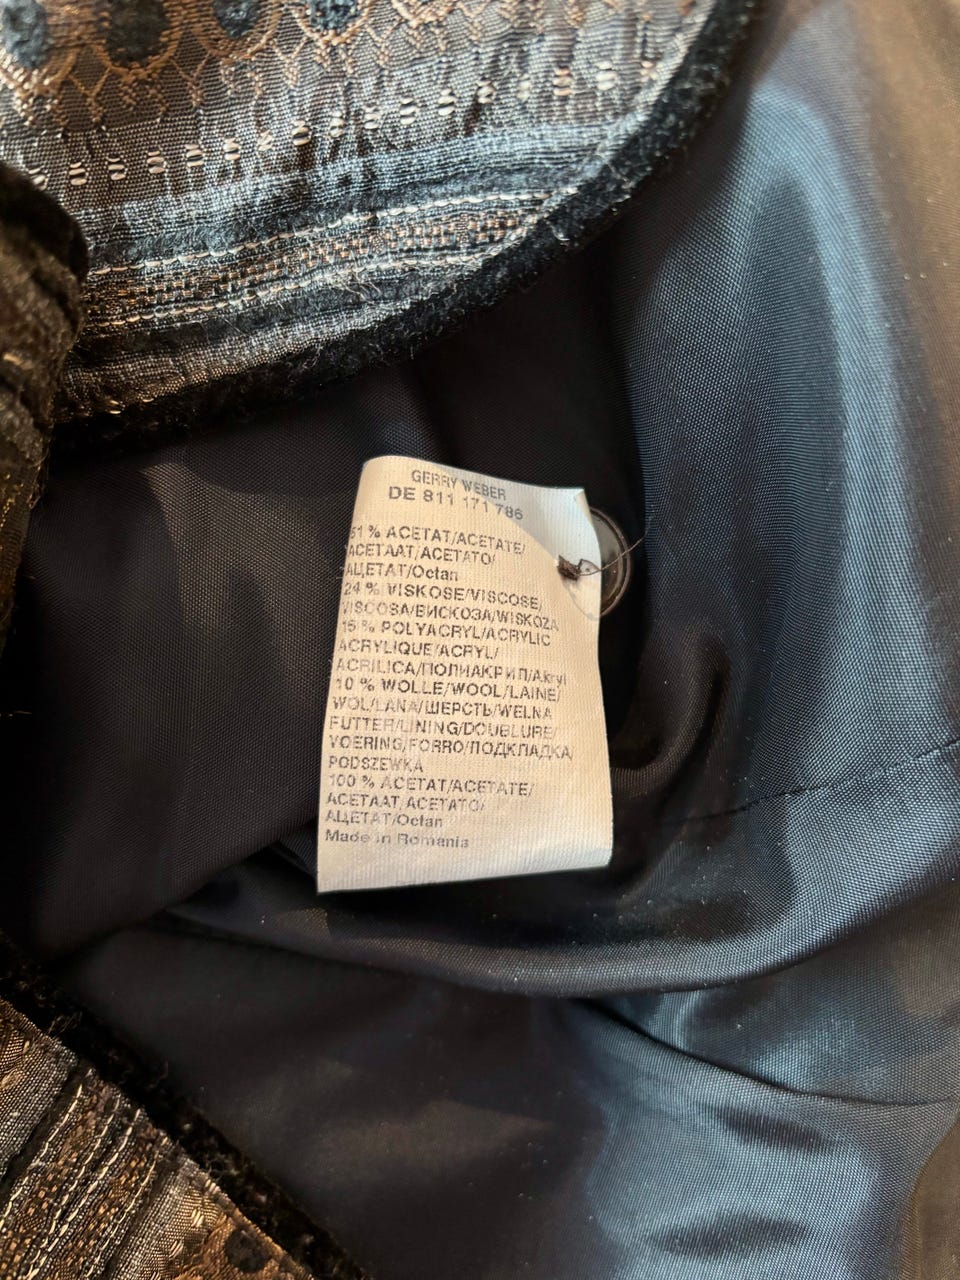 GERRY WEBER
DE 811 171 786
51 % ACETAT/ACETATE/
ACETAAT/ACETATO/
АЦЕТАТ/Octan
24 % VISKOSE/VISCOSE/
VISCOSA/ВИСКОЗА/WISKOZA
15 % POLYACRYL/ACRYLIC
ACRYLIQUE/ACRYL/
ACRILICA/ПОЛИАКРИЛ/Akryl
10 % WOLLE/WOOL/LAINE/
WOL/LANA/ШЕРСТЬ/WELNA
FUTTER/LINING/DOUBLURE/
VOERING/FORRO/ПОДКЛАДКА/
PODSZEWKA
100 % ACETAT/ACETATE/
ACETAAT/ACETATO/
АЦЕТАТ/Octan
Made in Romania